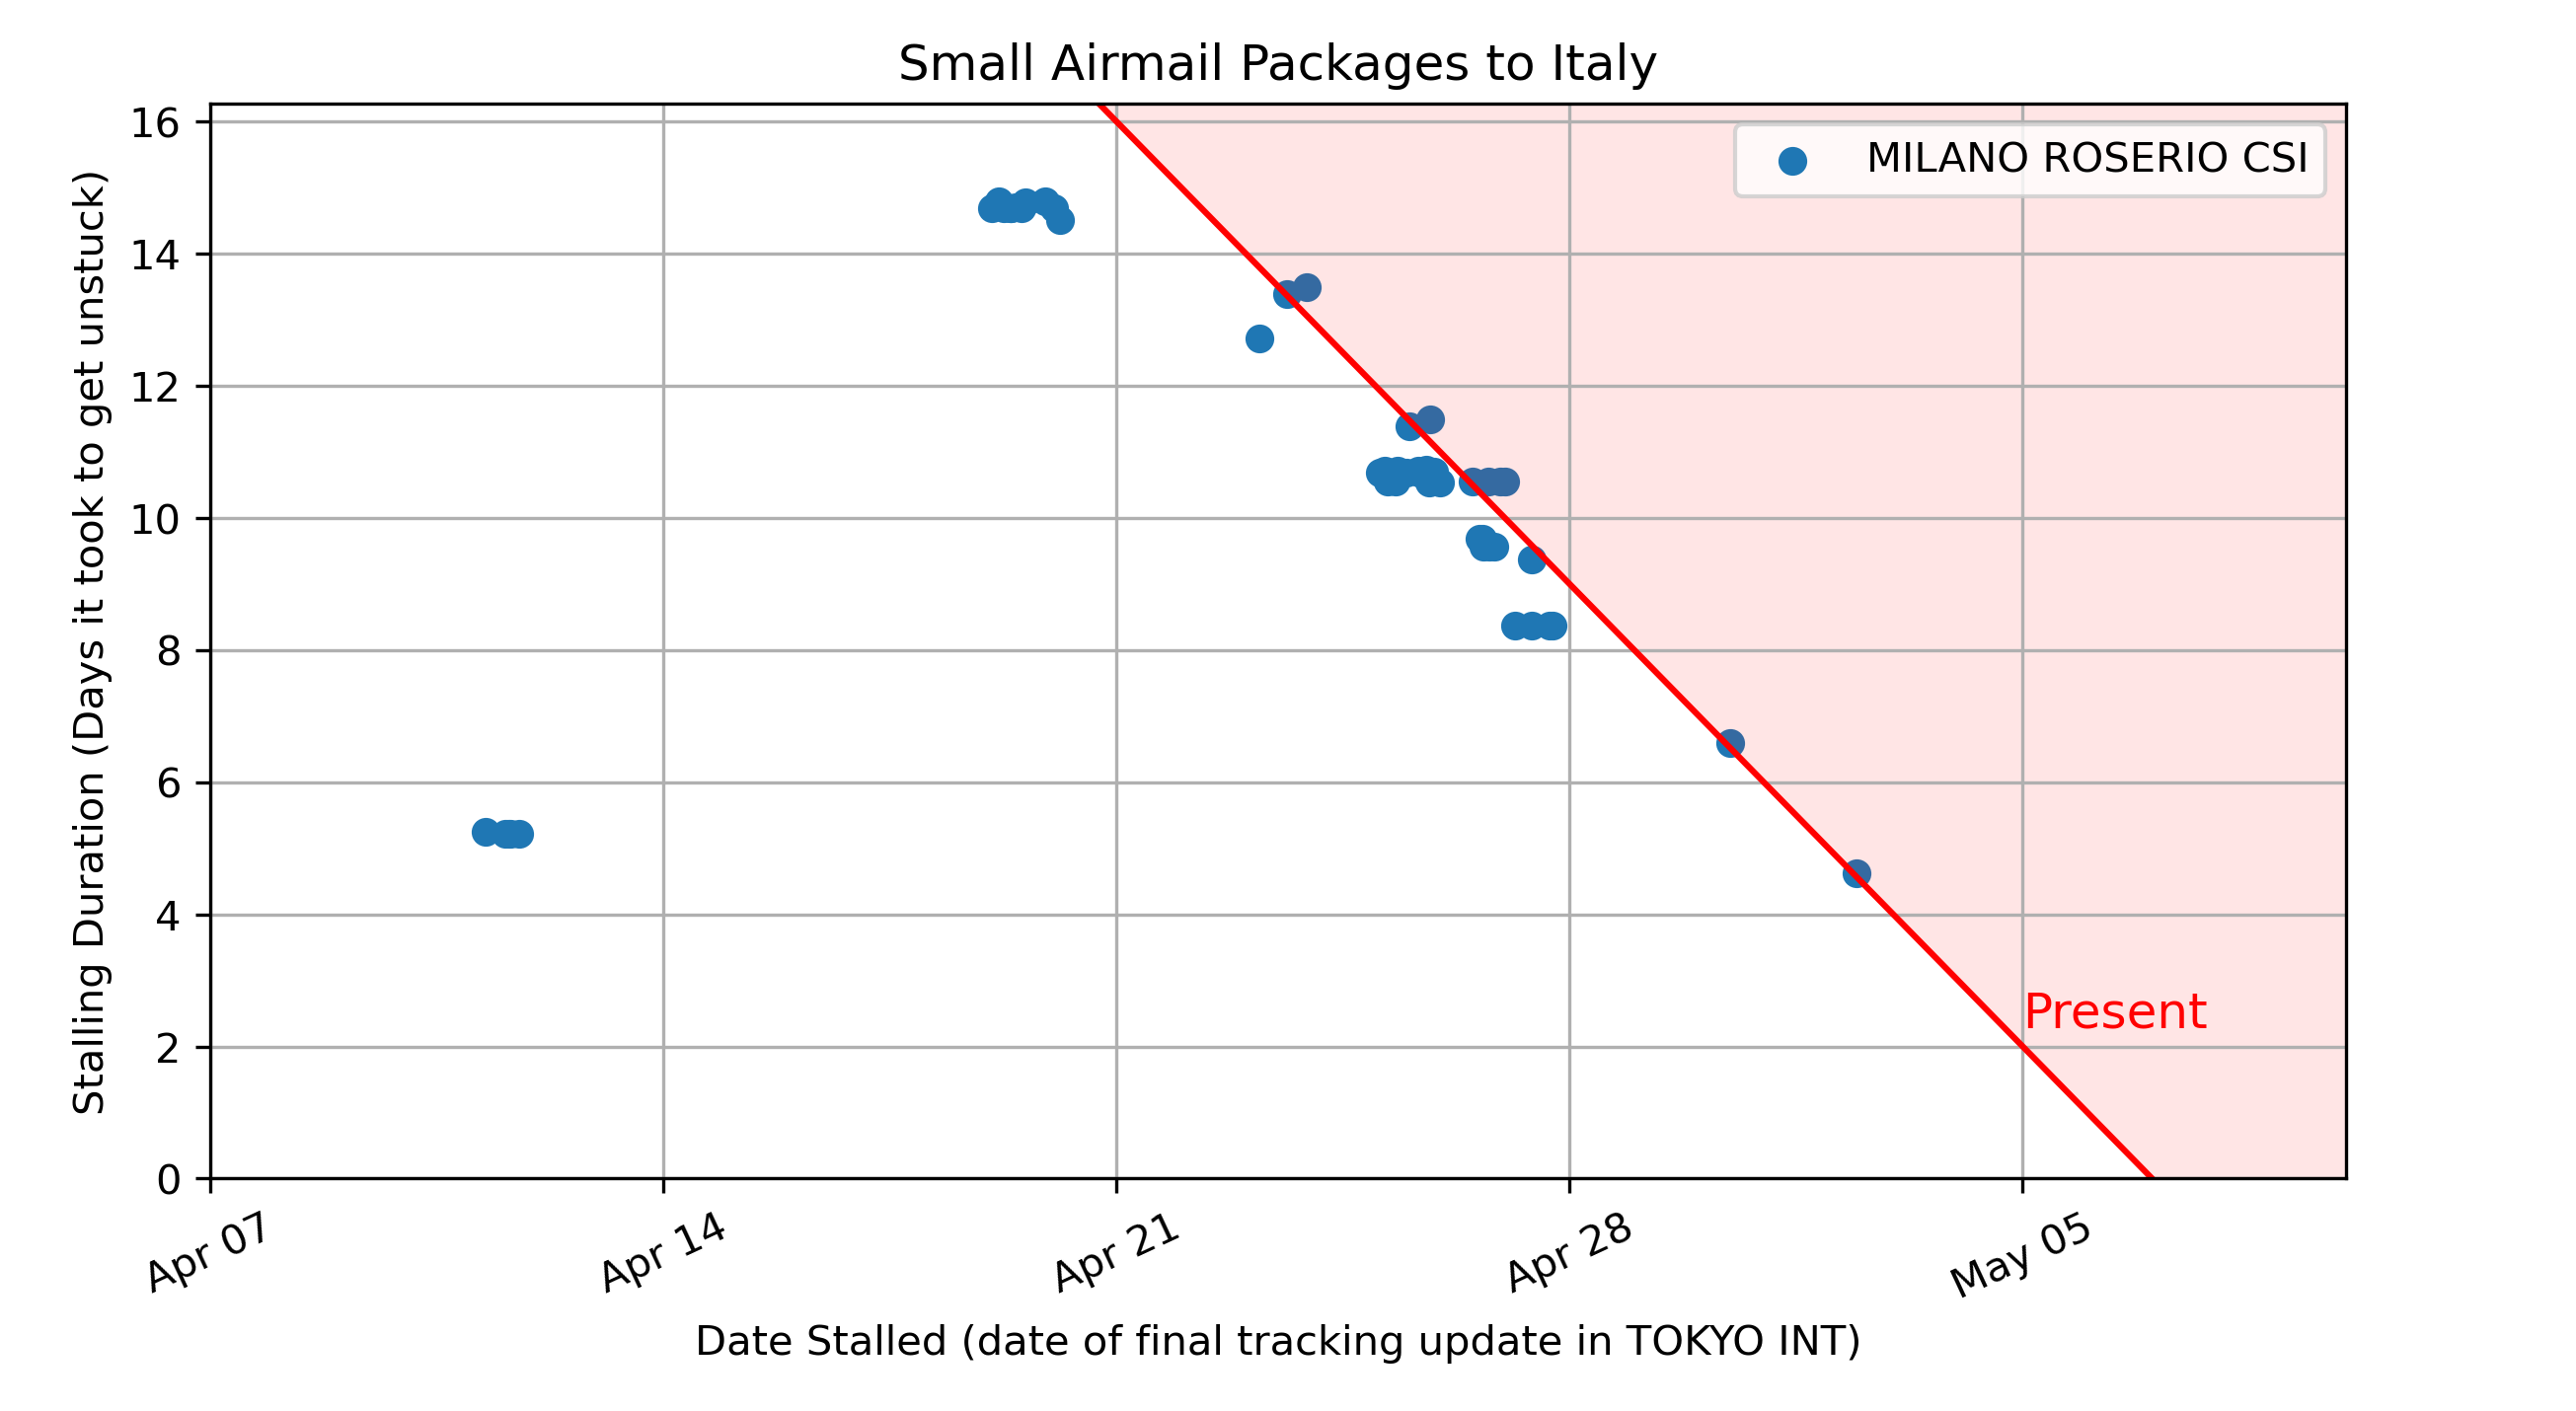 Small Airmail Packages to Italy
MILANO ROSERIO CSI
Stalling Duration (Days it took to get unstuck)
16
14
12
10
8
6
4
2
0
Present
Apr 07
Apr 14
Apr 21
Apr 28
May 05
Date Stalled (date of final tracking update in TOKYO INT)